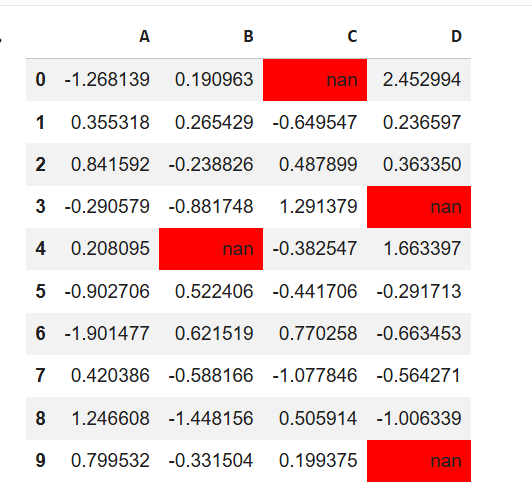 A B C D
0 -1.268139 0.190963 nan 2.452994
1 0.355318 0.265429 -0.649547 0.236597
2 0.841592 -0.238826 0.487899 0.363350
3 -0.290579 -0.881748 1.291379 nan
4 0.208095 nan -0.382547 1.663397
5 -0.902706 0.522406 -0.441706 -0.291713
6 -1.901477 0.621519 0.770258 -0.663453
7 0.420386 -0.588166 -1.077846 -0.564271
8 1.246608 -1.448156 0.505914 -1.006339
9 0.799532 -0.331504 0.199375 nan